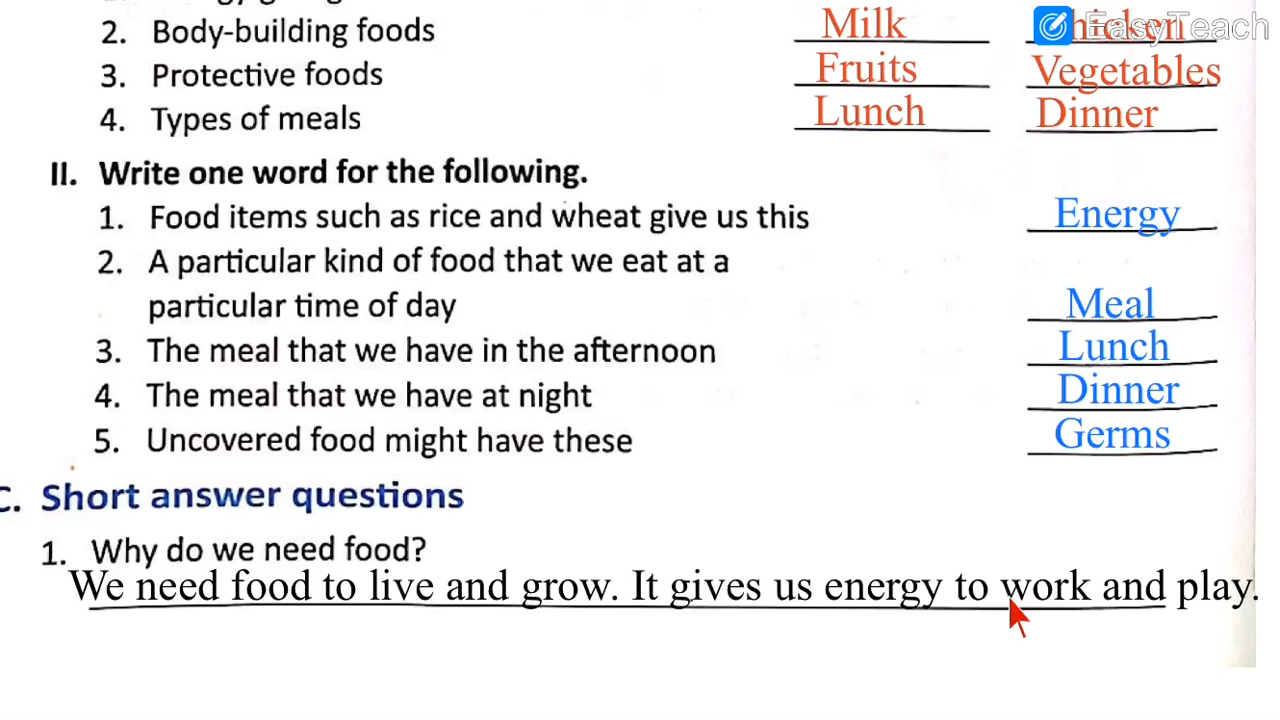 2. Body-building foods Milk Chicken EasyTeach
3. Protective foods Fruits Vegetables
4. Types of meals Lunch Dinner
II. Write one word for the following.
1. Food items such as rice and wheat give us this Energy
2. A particular kind of food that we eat at a
particular time of day Meal
3. The meal that we have in the afternoon Lunch
4. The meal that we have at night Dinner
5. Uncovered food might have these Germs
C. Short answer questions
1. Why do we need food?
We need food to live and grow. It gives us energy to work and play.